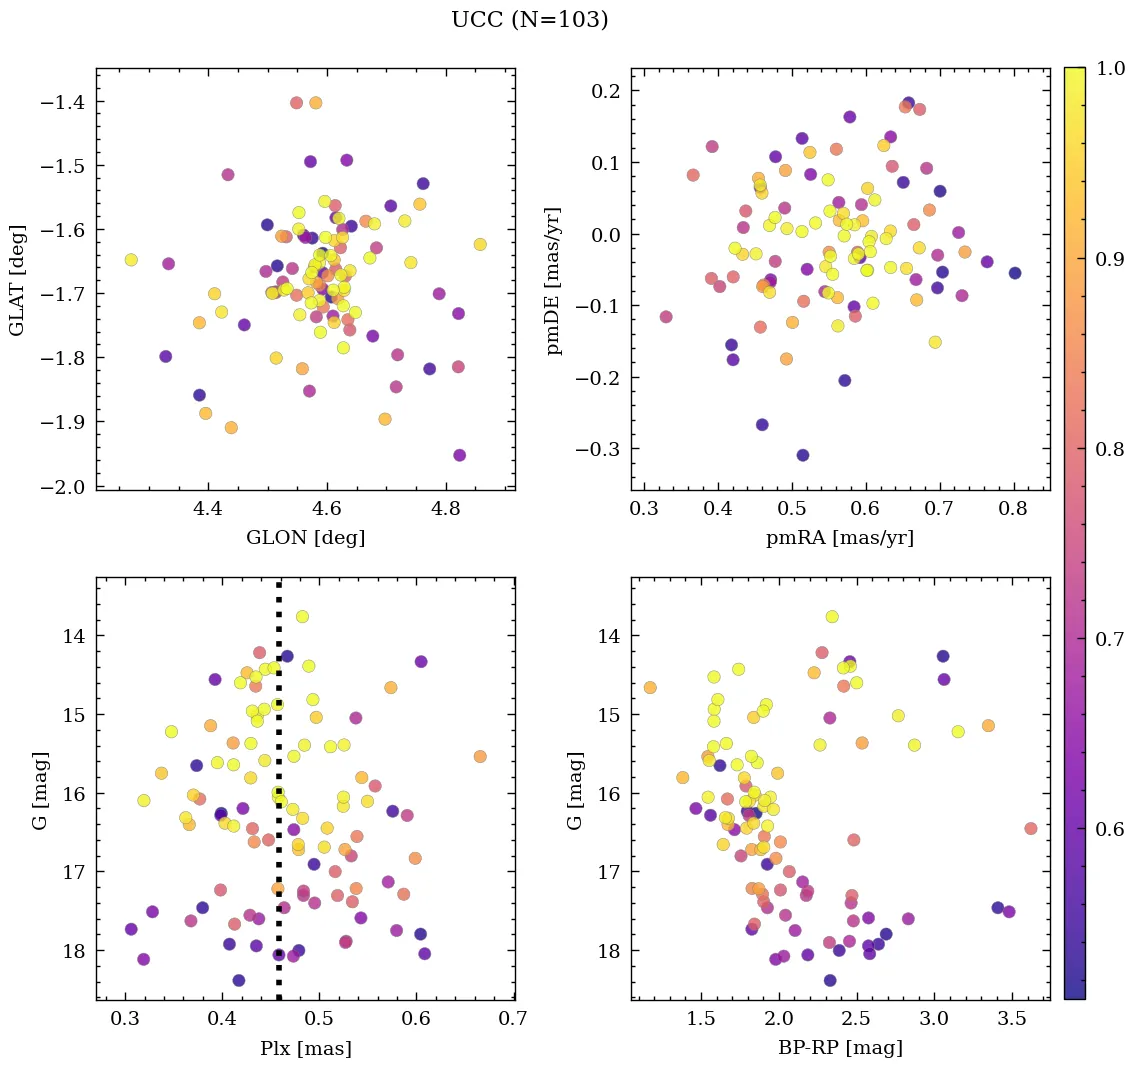 UCC (N=103)
−1.4
−1.5
−1.6
−1.7
−1.8
−1.9
−2.0
GLAT [deg]
4.4 4.6 4.8
GLON [deg]
0.2
0.1
0.0
−0.1
−0.2
−0.3
pmDE [mas/yr]
0.3 0.4 0.5 0.6 0.7 0.8
pmRA [mas/yr]
14
15
16
17
18
G [mag]
0.3 0.4 0.5 0.6 0.7
Plx [mas]
14
15
16
17
18
G [mag]
1.5 2.0 2.5 3.0 3.5
BP-RP [mag]
1.0
0.9
0.8
0.7
0.6